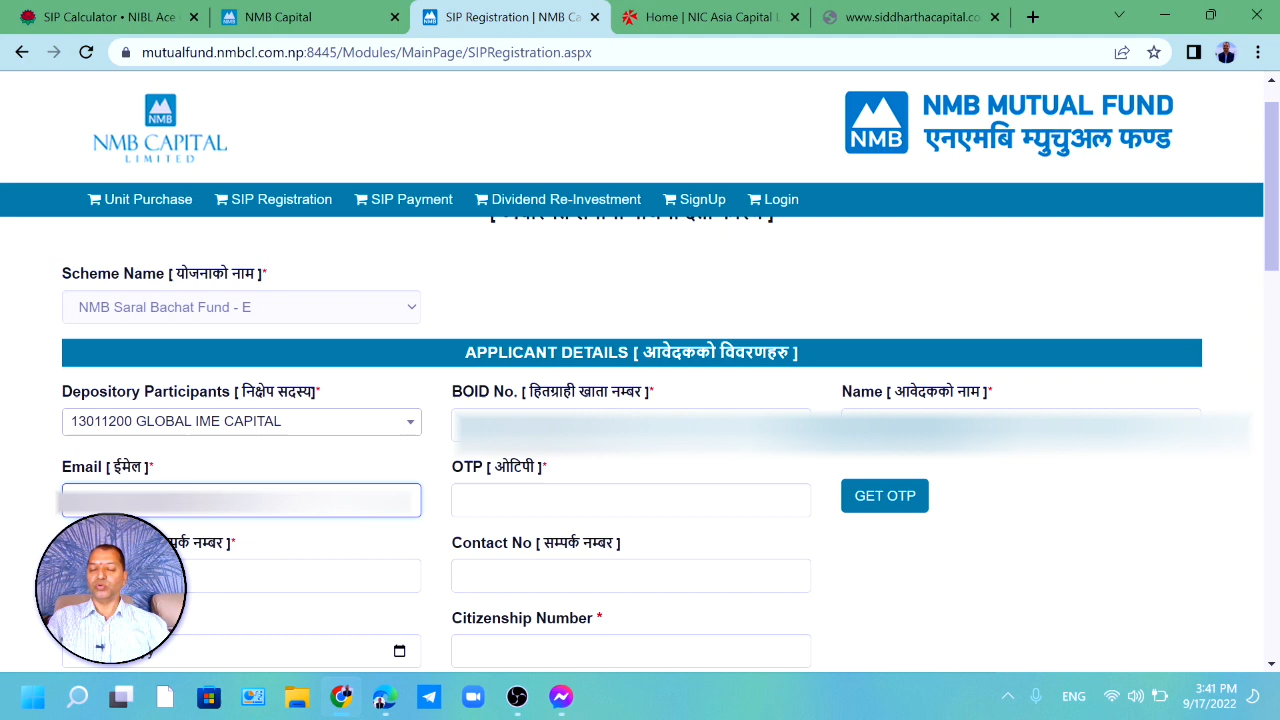 SIP Calculator - NIBL Ace
NMB Capital
SIP Registration | NMB Ca
Home | NIC Asia Capital L
www.siddharthacapital.co
mutualfund.nmbcl.com.np:8445/Modules/MainPage/SIPRegistration.aspx
NMB
NMB CAPITAL
LIMITED
NMB
NMB MUTUAL FUND
एनएमबि म्युचुअल फण्ड
Unit Purchase SIP Registration SIP Payment Dividend Re-Investment SignUp Login
Scheme Name [ योजनाको नाम ]*
NMB Saral Bachat Fund - E
APPLICANT DETAILS [ आवेदकको विवरणहरु ]
Depository Participants [ निक्षेप सदस्य]* BOID No. [ हितग्राही खाता नम्बर ]* Name [ आवेदकको नाम ]*
13011200 GLOBAL IME CAPITAL
Email [ ईमेल ]* OTP [ ओटिपी ]*
GET OTP
नम्बर ]* Contact No [ सम्पर्क नम्बर ]
Citizenship Number *
ENG
3:41 PM
9/17/2022